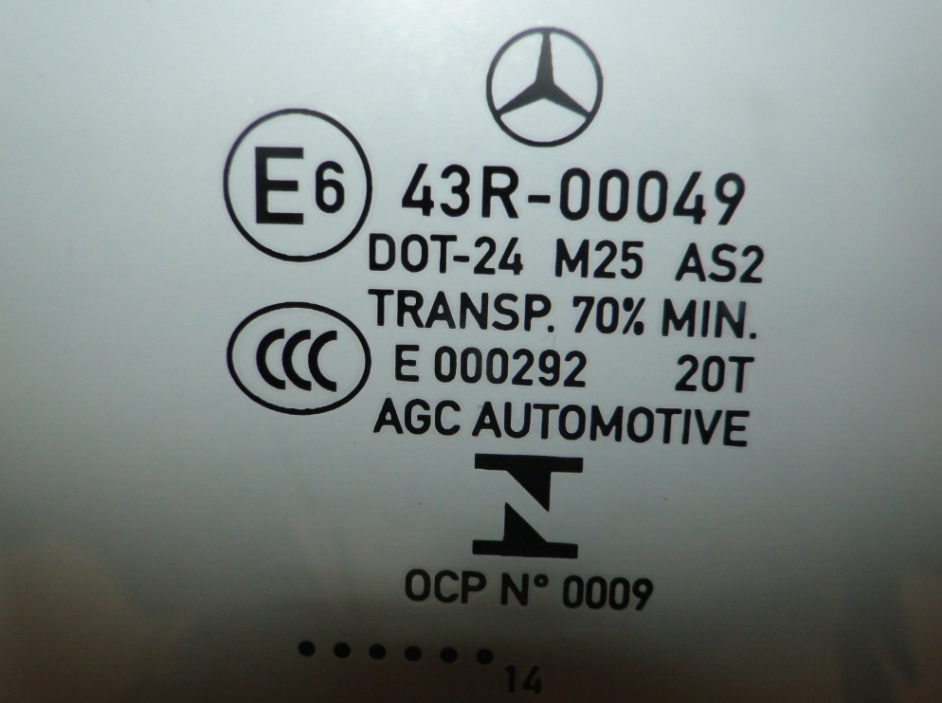 E6 43R-00049
DOT-24 M25 AS2
TRANSP. 70% MIN.
CCC E 000292 20T
AGC AUTOMOTIVE
OCP N° 0009
...... 14